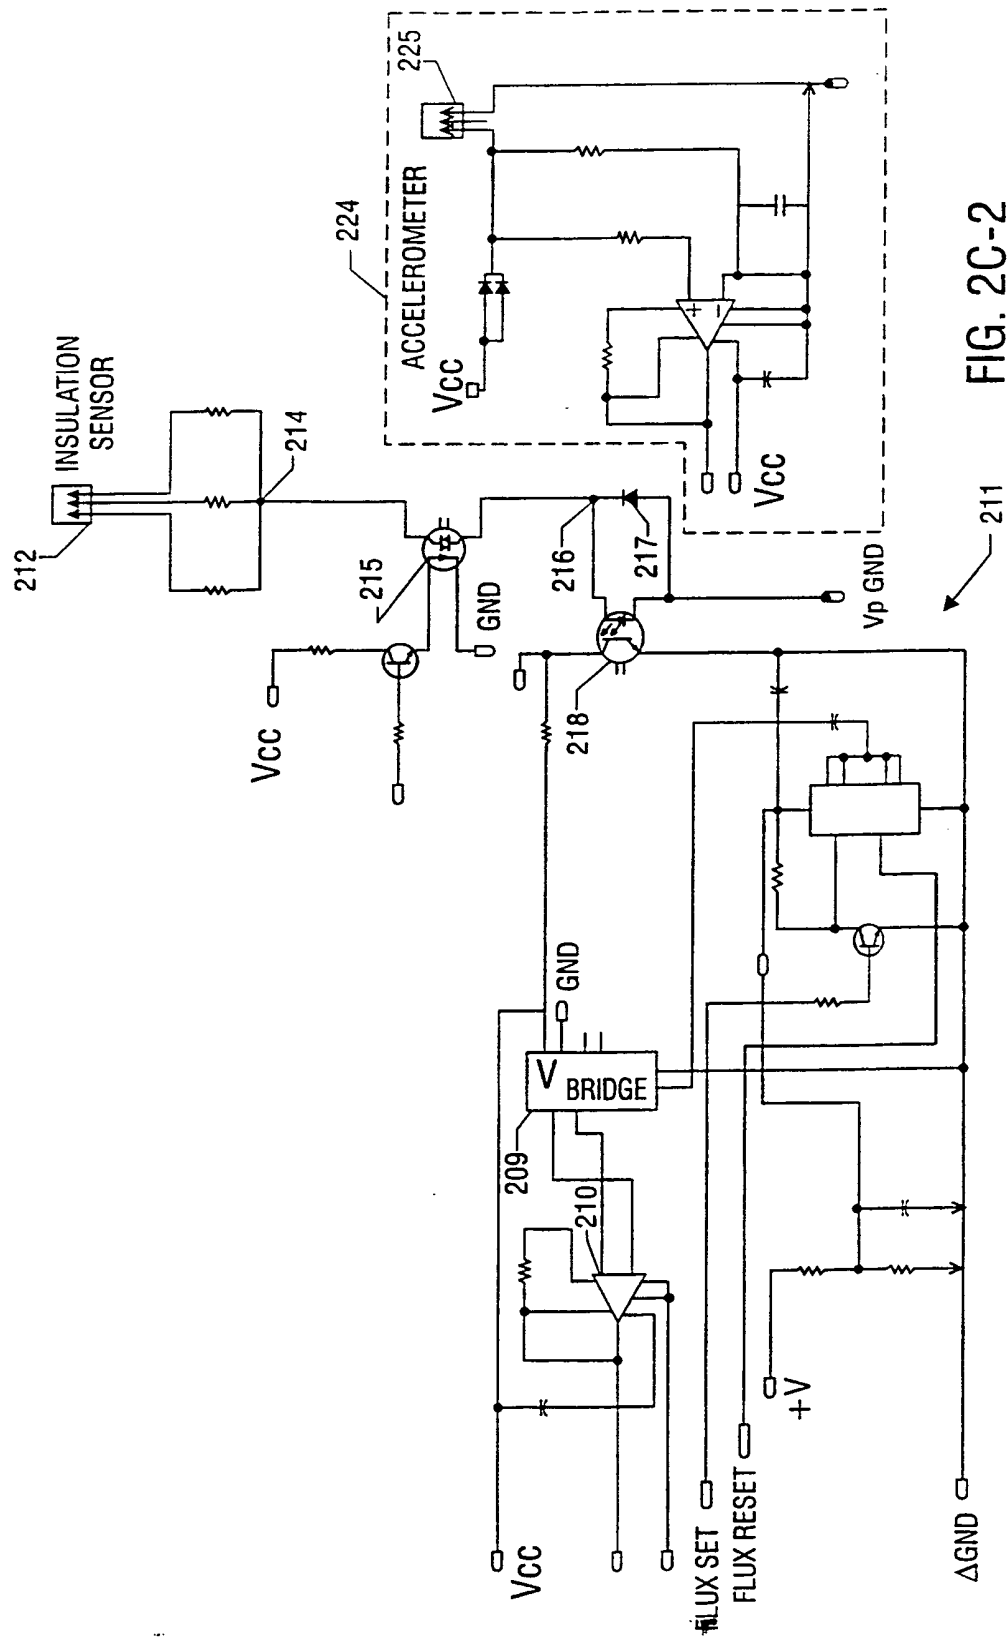 212
INSULATION
SENSOR
214
VCC
215
GND
216
217
218
Vp GND
224
ACCELEROMETER
225
VCC
+
−
VCC
V
BRIDGE
GND
209
210
VCC
FLUX SET
FLUX RESET
+V
ΔGND
211
FIG. 2C-2